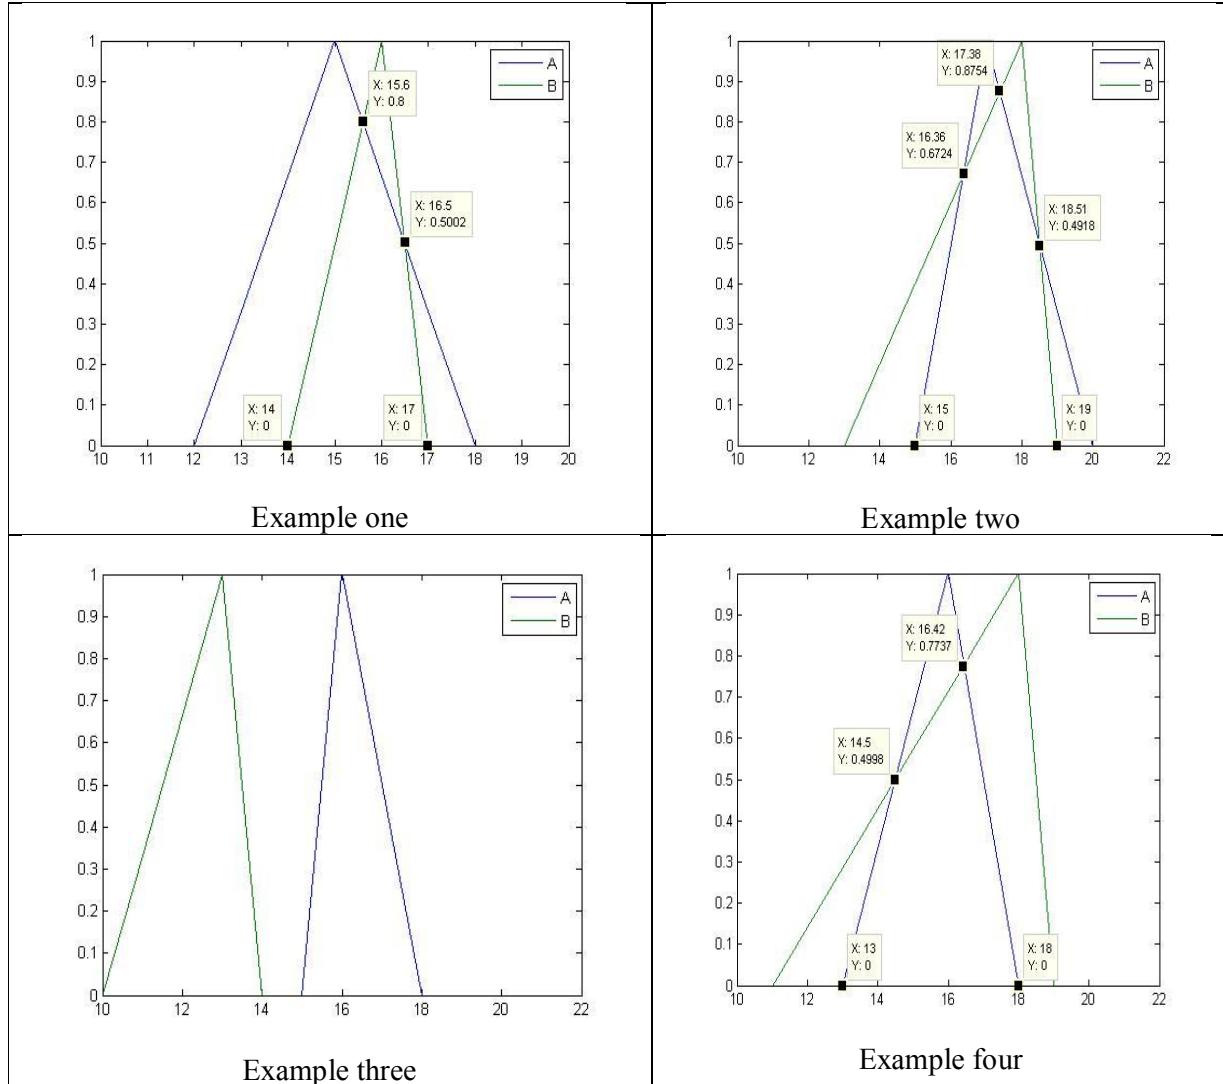 1
0.9
0.8
0.7
0.6
0.5
0.4
0.3
0.2
0.1
0
10 11 12 13 14 15 16 17 18 19 20
A
B
X: 15.6
Y: 0.8
X: 16.5
Y: 0.5002
X: 14
Y: 0
X: 17
Y: 0
Example one
1
0.9
0.8
0.7
0.6
0.5
0.4
0.3
0.2
0.1
0
10 12 14 16 18 20 22
A
B
X: 17.38
Y: 0.8754
X: 16.36
Y: 0.6724
X: 18.51
Y: 0.4918
X: 15
Y: 0
X: 19
Y: 0
Example two
1
0.9
0.8
0.7
0.6
0.5
0.4
0.3
0.2
0.1
0
10 12 14 16 18 20 22
A
B
Example three
1
0.9
0.8
0.7
0.6
0.5
0.4
0.3
0.2
0.1
0
10 12 14 16 18 20 22
A
B
X: 16.42
Y: 0.7737
X: 14.5
Y: 0.4998
X: 13
Y: 0
X: 18
Y: 0
Example four